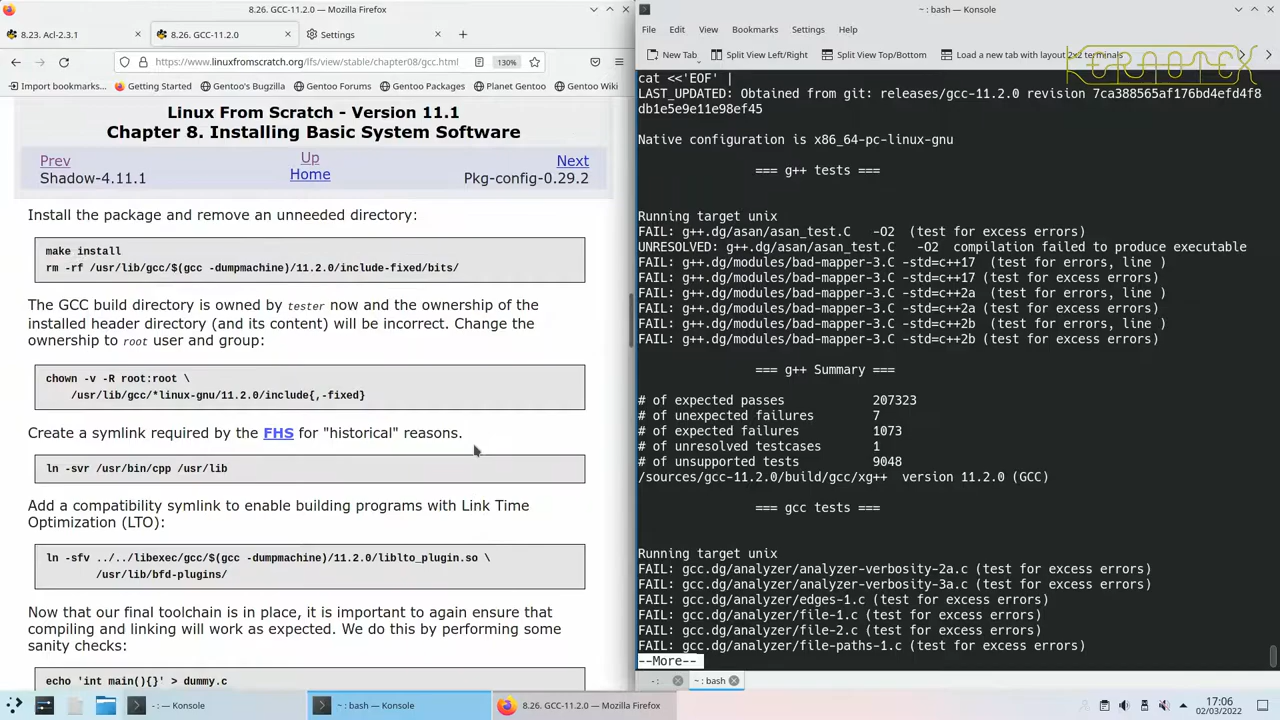 8.26. GCC-11.2.0 — Mozilla Firefox
8.23. Acl-2.3.1
8.26. GCC-11.2.0
Settings
https://www.linuxfromscratch.org/lfs/view/stable/chapter08/gcc.html
130%
Import bookmarks...
Getting Started
Gentoo's Bugzilla
Gentoo Forums
Gentoo Packages
Planet Gentoo
Gentoo Wiki
Linux From Scratch - Version 11.1
Chapter 8. Installing Basic System Software
Prev
Up
Next
Shadow-4.11.1
Home
Pkg-config-0.29.2
Install the package and remove an unneeded directory:
make install
rm -rf /usr/lib/gcc/$(gcc -dumpmachine)/11.2.0/include-fixed/bits/
The GCC build directory is owned by tester now and the ownership of the
installed header directory (and its content) will be incorrect. Change the
ownership to root user and group:
chown -v -R root:root \
/usr/lib/gcc/*linux-gnu/11.2.0/include{,-fixed}
Create a symlink required by the FHS for "historical" reasons.
ln -svr /usr/bin/cpp /usr/lib
Add a compatibility symlink to enable building programs with Link Time
Optimization (LTO):
ln -sfv ../../libexec/gcc/$(gcc -dumpmachine)/11.2.0/liblto_plugin.so \
/usr/lib/bfd-plugins/
Now that our final toolchain is in place, it is important to again ensure that
compiling and linking will work as expected. We do this by performing some
sanity checks:
echo 'int main(){}' > dummy.c
~ : bash — Konsole
File Edit View Bookmarks Settings Help
New Tab
Split View Left/Right
Split View Top/Bottom
Load a new tab with layout 2x2 terminals
KERNOTEX
cat <<'EOF' |
LAST_UPDATED: Obtained from git: releases/gcc-11.2.0 revision 7ca388565af176bd4efd4f8
db1e5e9e11e98ef45
Native configuration is x86_64-pc-linux-gnu
=== g++ tests ===
Running target unix
FAIL: g++.dg/asan/asan_test.C   -O2  (test for excess errors)
UNRESOLVED: g++.dg/asan/asan_test.C   -O2  compilation failed to produce executable
FAIL: g++.dg/modules/bad-mapper-3.C -std=c++17  (test for errors, line )
FAIL: g++.dg/modules/bad-mapper-3.C -std=c++17 (test for excess errors)
FAIL: g++.dg/modules/bad-mapper-3.C -std=c++2a  (test for errors, line )
FAIL: g++.dg/modules/bad-mapper-3.C -std=c++2a (test for excess errors)
FAIL: g++.dg/modules/bad-mapper-3.C -std=c++2b  (test for errors, line )
FAIL: g++.dg/modules/bad-mapper-3.C -std=c++2b (test for excess errors)
=== g++ Summary ===
# of expected passes 207323
# of unexpected failures 7
# of expected failures 1073
# of unresolved testcases 1
# of unsupported tests 9048
/sources/gcc-11.2.0/build/gcc/xg++  version 11.2.0 (GCC)
=== gcc tests ===
Running target unix
FAIL: gcc.dg/analyzer/analyzer-verbosity-2a.c (test for excess errors)
FAIL: gcc.dg/analyzer/analyzer-verbosity-3a.c (test for excess errors)
FAIL: gcc.dg/analyzer/edges-1.c (test for excess errors)
FAIL: gcc.dg/analyzer/file-1.c (test for excess errors)
FAIL: gcc.dg/analyzer/file-2.c (test for excess errors)
FAIL: gcc.dg/analyzer/file-paths-1.c (test for excess errors)
--More--
- :
~ : bash
- : — Konsole
~ : bash — Konsole
8.26. GCC-11.2.0 — Mozilla Firefox
17:06
02/03/2022